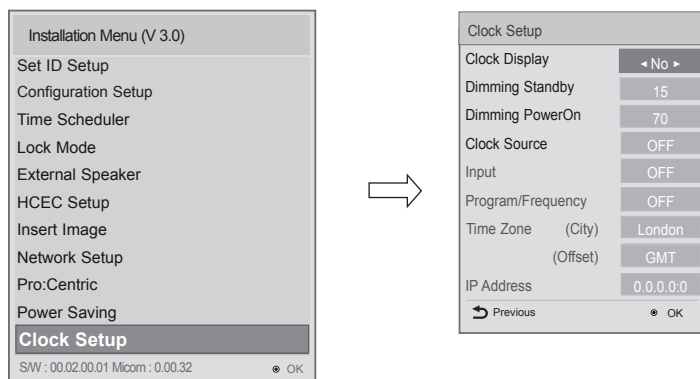 Installation Menu (V 3.0)
Set ID Setup
Configuration Setup
Time Scheduler
Lock Mode
External Speaker
HCEC Setup
Insert Image
Network Setup
Pro:Centric
Power Saving
Clock Setup
S/W : 00.02.00.01 Micom : 0.00.32 ◉ OK
Clock Setup
Clock Display ◄ No ►
Dimming Standby 15
Dimming PowerOn 70
Clock Source OFF
Input OFF
Program/Frequency OFF
Time Zone (City) London
(Offset) GMT
IP Address 0.0.0.0:0
Previous ◉ OK